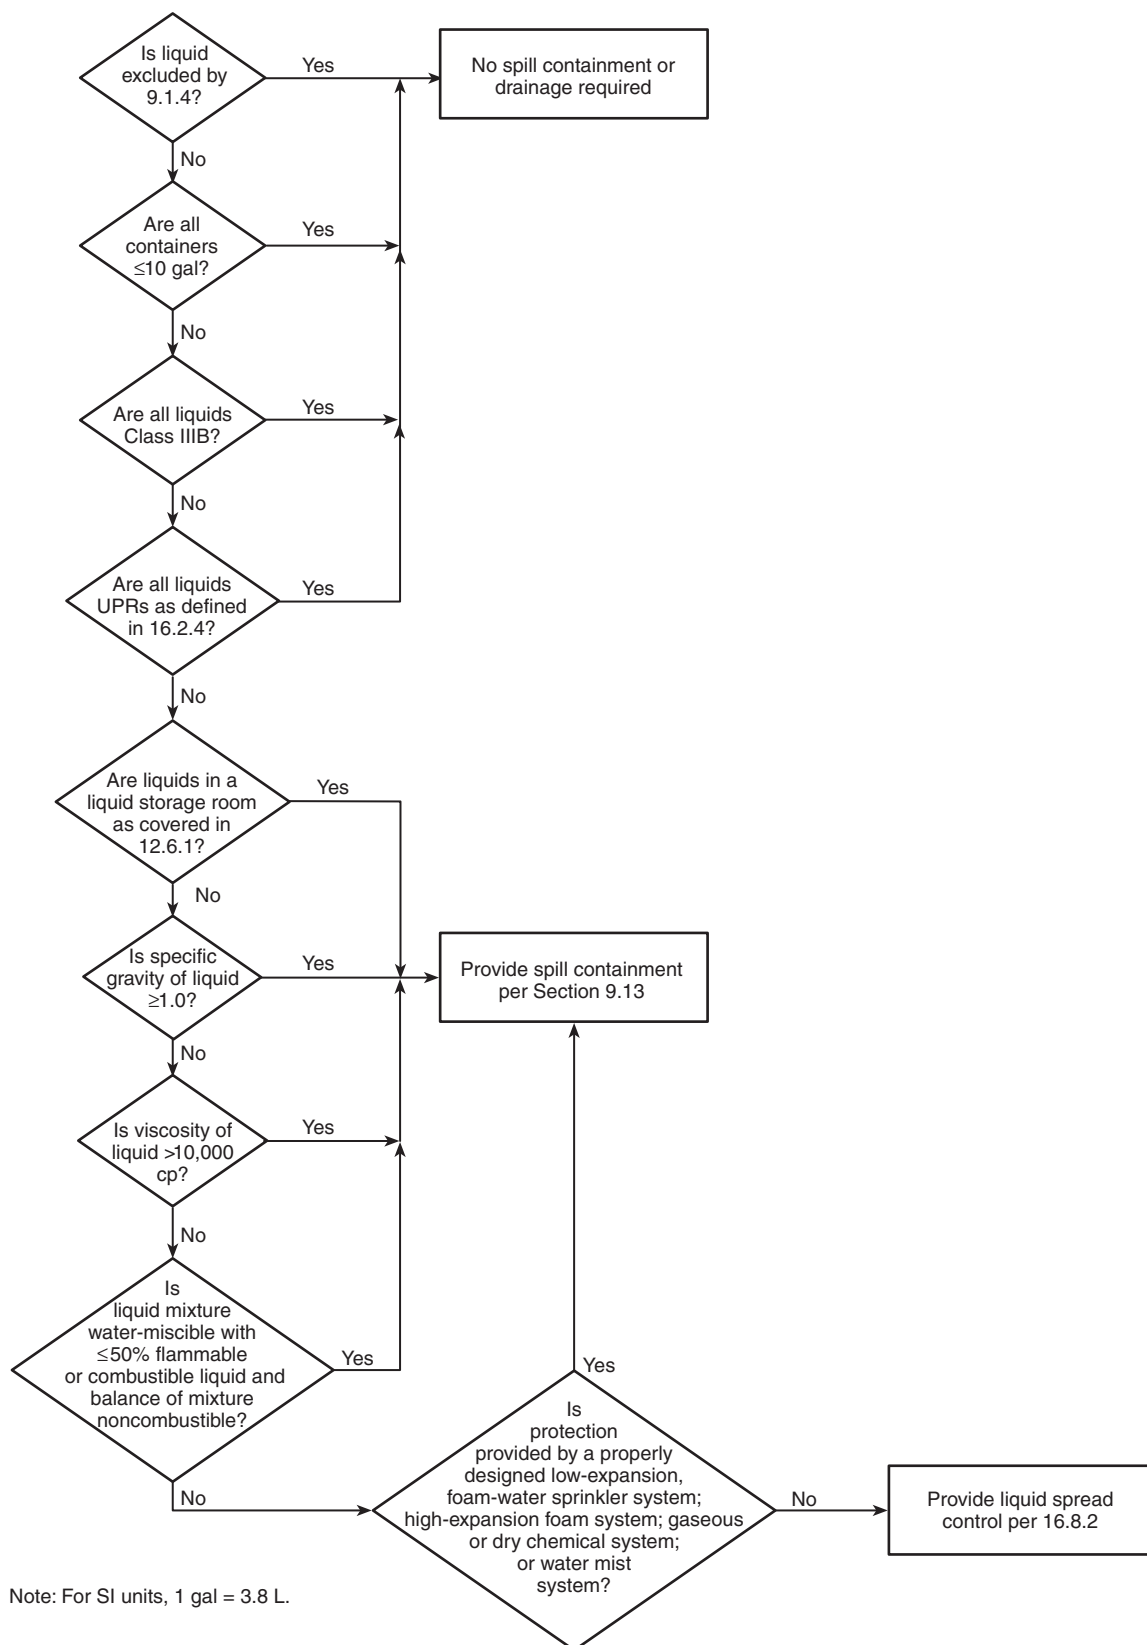 Is liquid
excluded by
9.1.4?
Yes
No spill containment or
drainage required
No
Are all
containers
≤10 gal?
Yes
No
Are all liquids
Class IIIB?
Yes
No
Are all liquids
UPRs as defined
in 16.2.4?
Yes
No
Are liquids in a
liquid storage room
as covered in
12.6.1?
Yes
No
Is specific
gravity of liquid
≥1.0?
Yes
Provide spill containment
per Section 9.13
No
Is viscosity of
liquid >10,000
cp?
Yes
No
Is
liquid mixture
water-miscible with
≤50% flammable
or combustible liquid and
balance of mixture
noncombustible?
Yes
No
Yes
Is
protection
provided by a properly
designed low-expansion,
foam-water sprinkler system;
high-expansion foam system; gaseous
or dry chemical system;
or water mist
system?
No
Provide liquid spread
control per 16.8.2
Note: For SI units, 1 gal = 3.8 L.